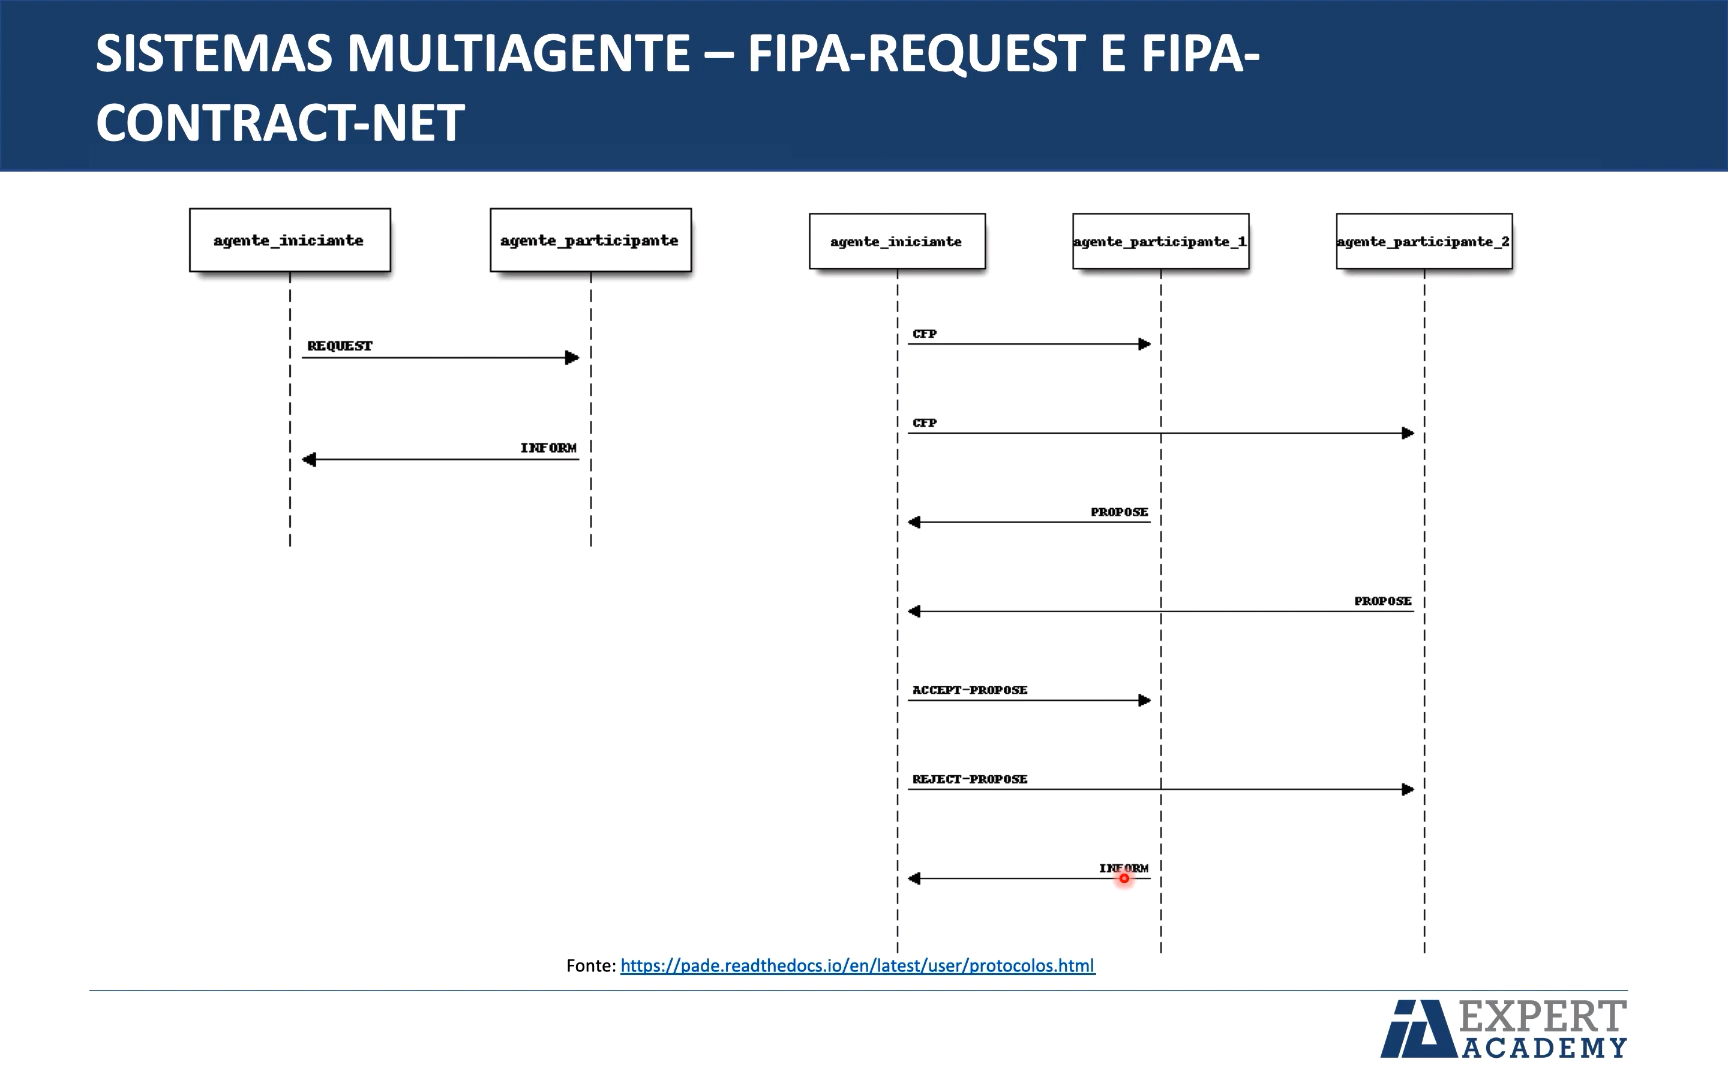 SISTEMAS MULTIAGENTE – FIPA-REQUEST E FIPA-
CONTRACT-NET
agente_iniciante
agente_participante
REQUEST
INFORM
agente_iniciante
agente_participante_1
agente_participante_2
CFP
CFP
PROPOSE
PROPOSE
ACCEPT-PROPOSE
REJECT-PROPOSE
INFORM
Fonte: https://pade.readthedocs.io/en/latest/user/protocolos.html
IA EXPERT
ACADEMY